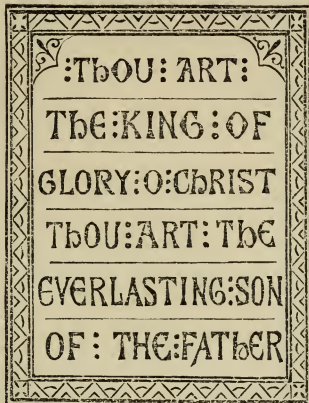 :THOU: ART:
THE:KING:OF
GLORY:O:CHRIST
THOU:ART:THE
EVERLASTING:SON
OF: THE:FATHER